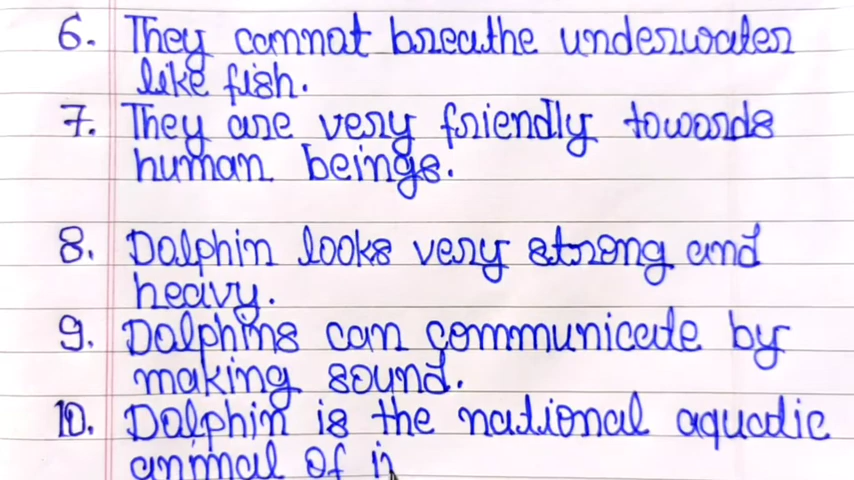 6. They cannot breathe underwater
like fish.
7. They are very friendly towards
human beings.
8. Dolphin looks very strong and
heavy.
9. Dolphins can communicate by
making sound.
10. Dolphin is the national aquatic
animal of